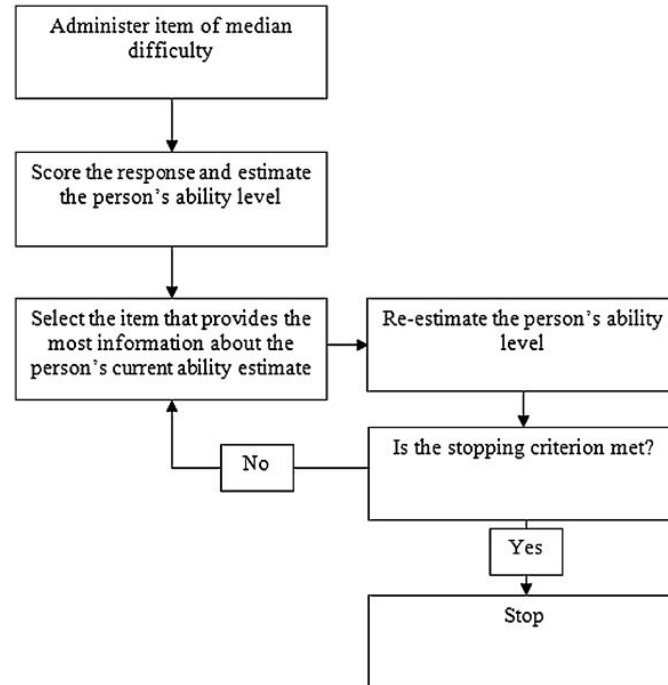 Administer item of median
difficulty
Score the response and estimate
the person’s ability level
Select the item that provides the
most information about the
person’s current ability estimate
Re-estimate the person’s ability
level
Is the stopping criterion met?
No
Yes
Stop